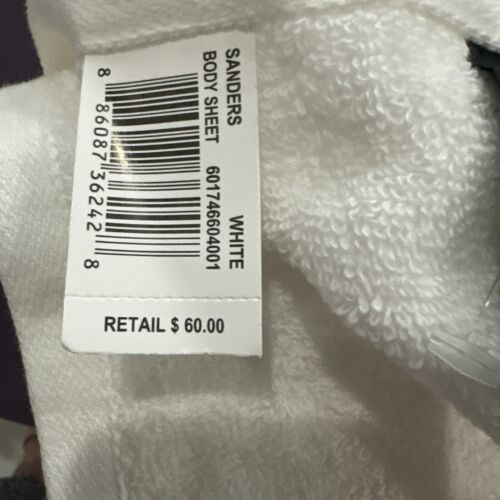 SANDERS WHITE
BODY SHEET 601746604001
8 86087 36242 8
RETAIL $ 60.00